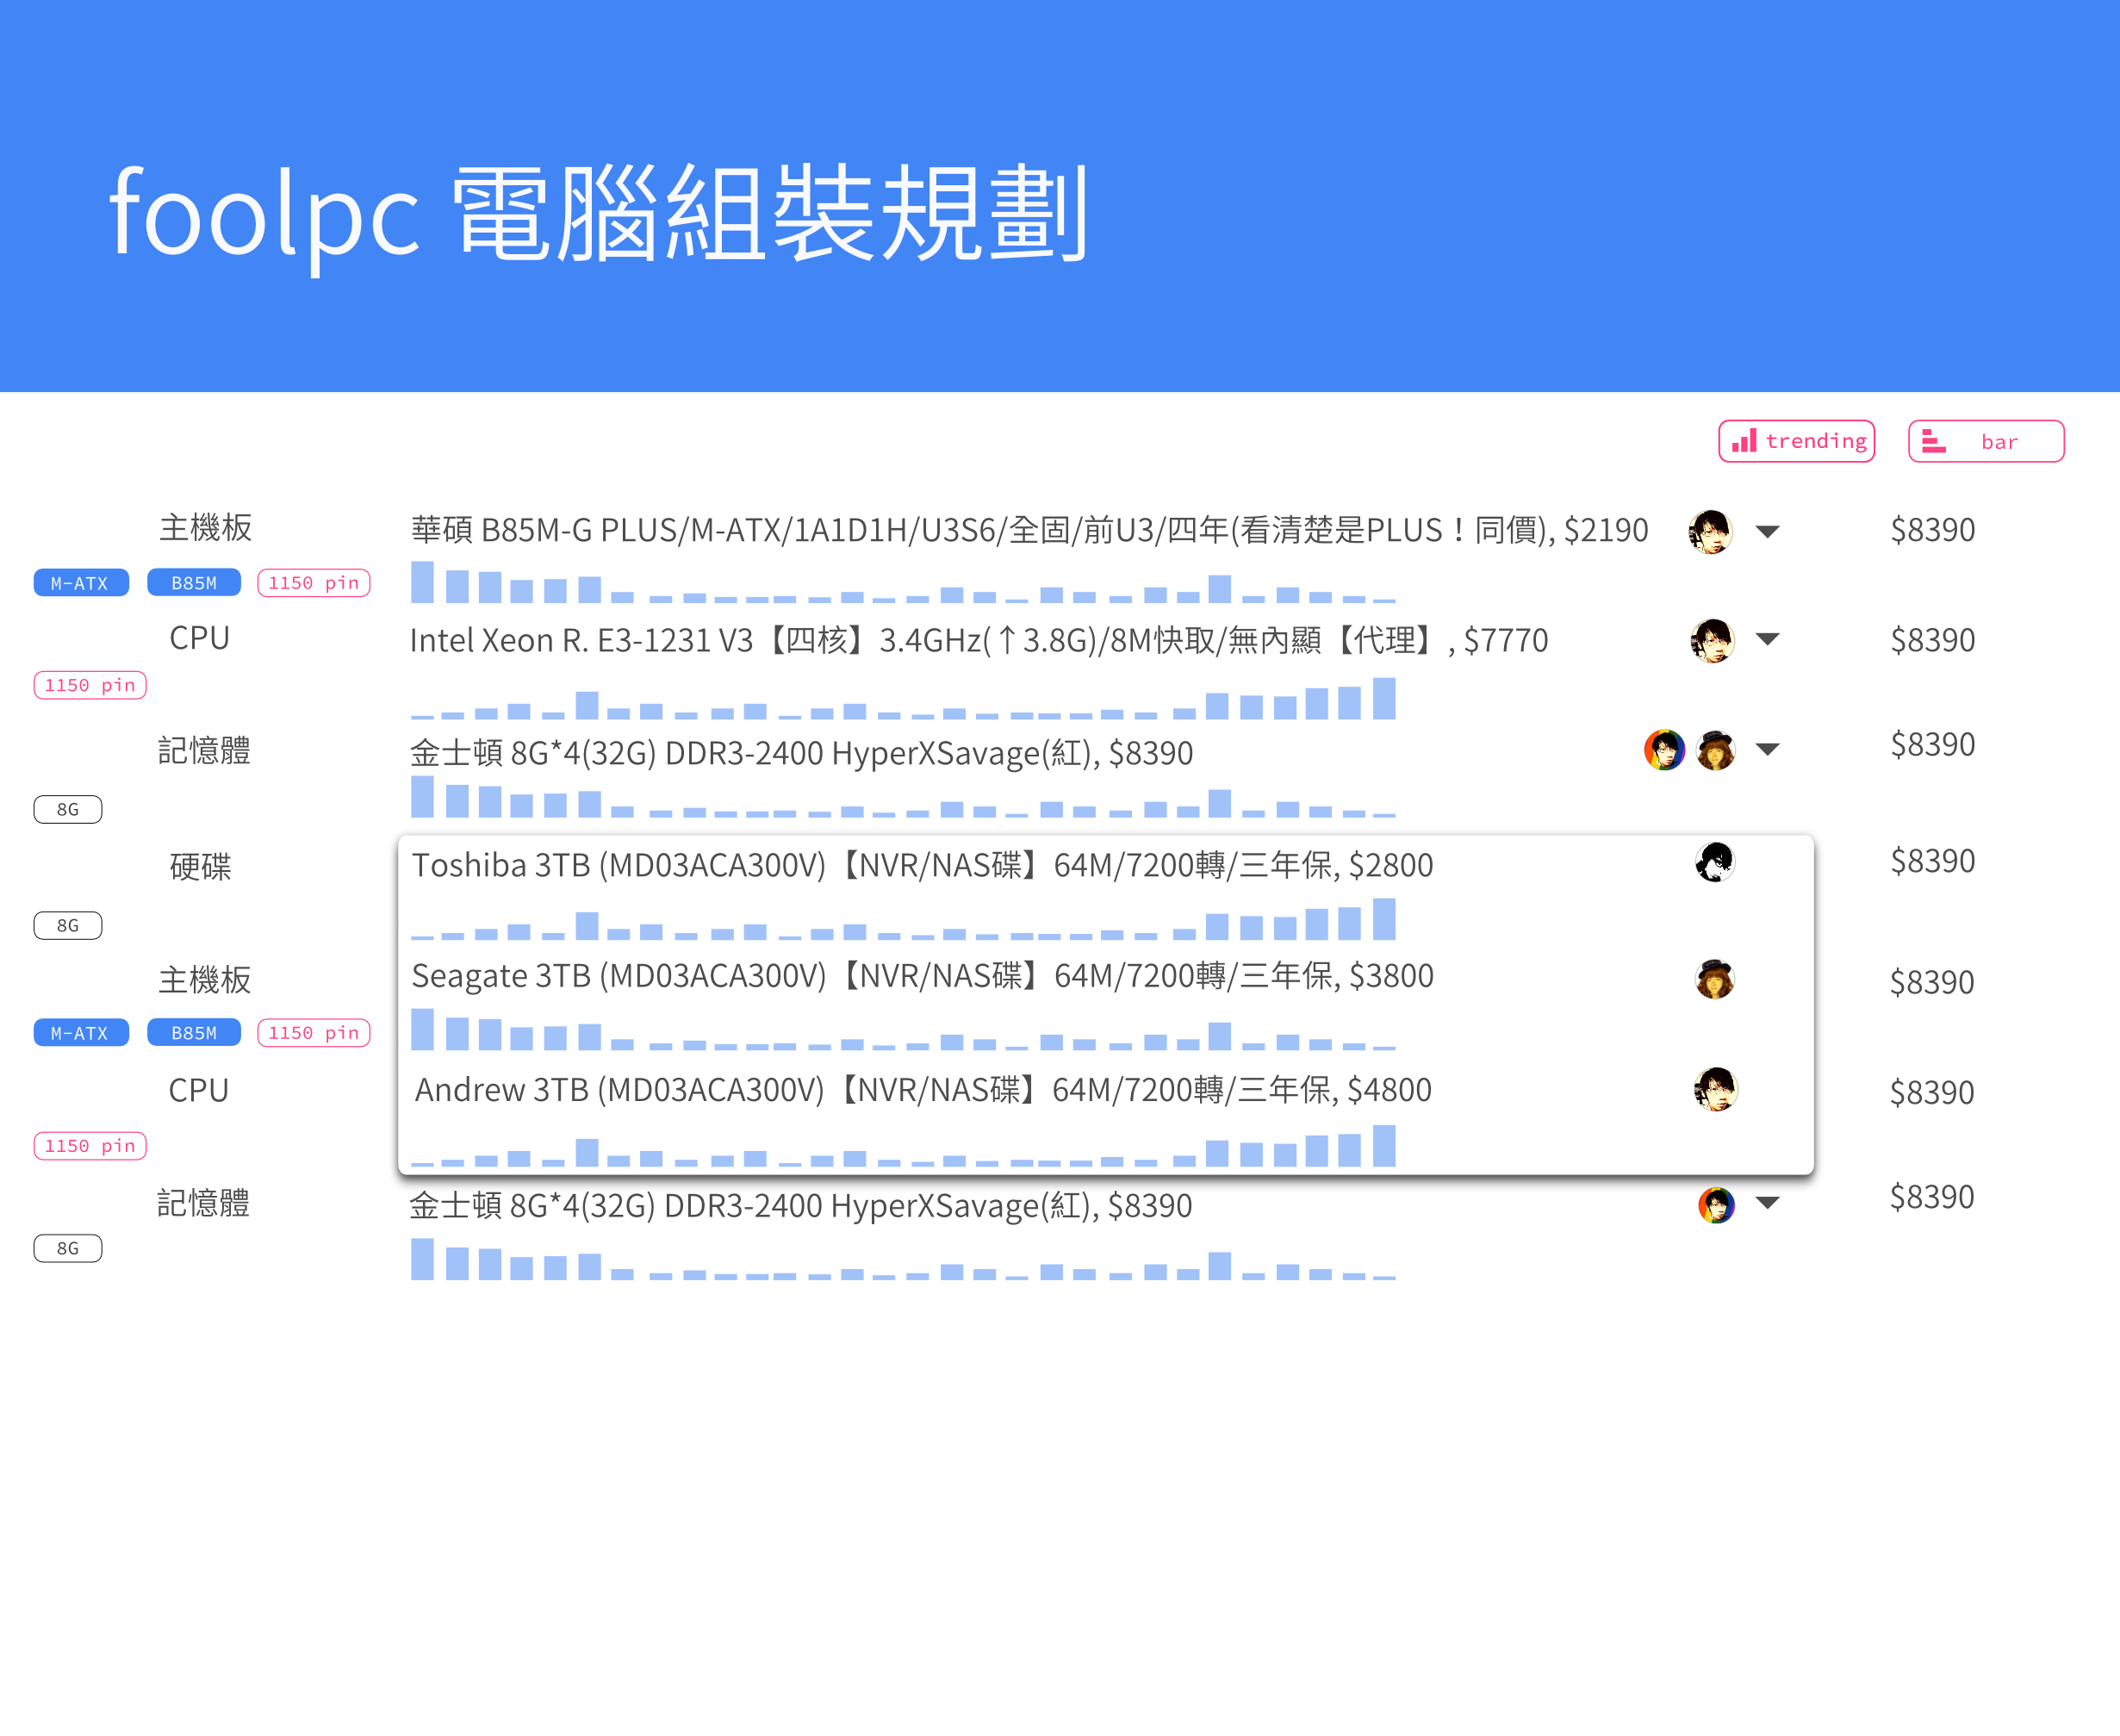 foolpc 電腦組裝規劃
trending bar
主機板 華碩 B85M-G PLUS/M-ATX/1A1D1H/U3S6/全固/前U3/四年(看清楚是PLUS！同價), $2190 $8390
M-ATX B85M 1150 pin
CPU Intel Xeon R. E3-1231 V3【四核】3.4GHz(↑3.8G)/8M快取/無內顯【代理】, $7770 $8390
1150 pin
記憶體 金士頓 8G*4(32G) DDR3-2400 HyperXSavage(紅), $8390 $8390
8G
硬碟 Toshiba 3TB (MD03ACA300V)【NVR/NAS碟】64M/7200轉/三年保, $2800 $8390
8G
主機板 Seagate 3TB (MD03ACA300V)【NVR/NAS碟】64M/7200轉/三年保, $3800 $8390
M-ATX B85M 1150 pin
CPU Andrew 3TB (MD03ACA300V)【NVR/NAS碟】64M/7200轉/三年保, $4800 $8390
1150 pin
記憶體 金士頓 8G*4(32G) DDR3-2400 HyperXSavage(紅), $8390 $8390
8G